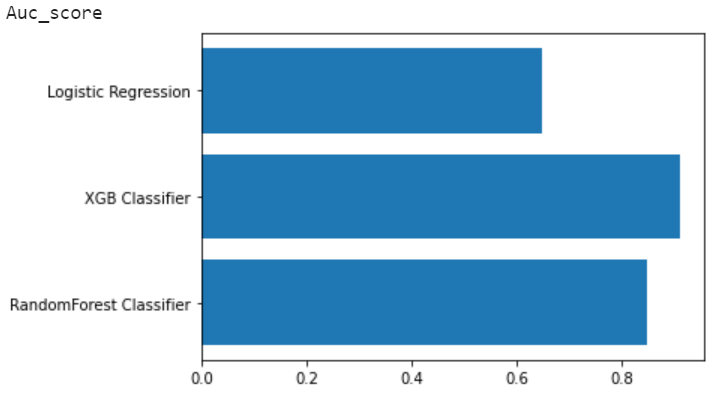 Auc_score
Logistic Regression
XGB Classifier
RandomForest Classifier
0.0 0.2 0.4 0.6 0.8